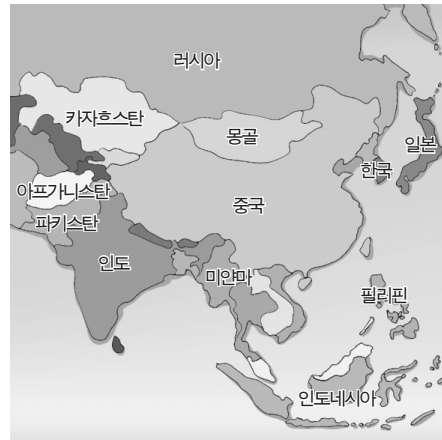 러시아
카자흐스탄
몽골
일본
한국
아프가니스탄
중국
파키스탄
인도
미얀마
필리핀
인도네시아